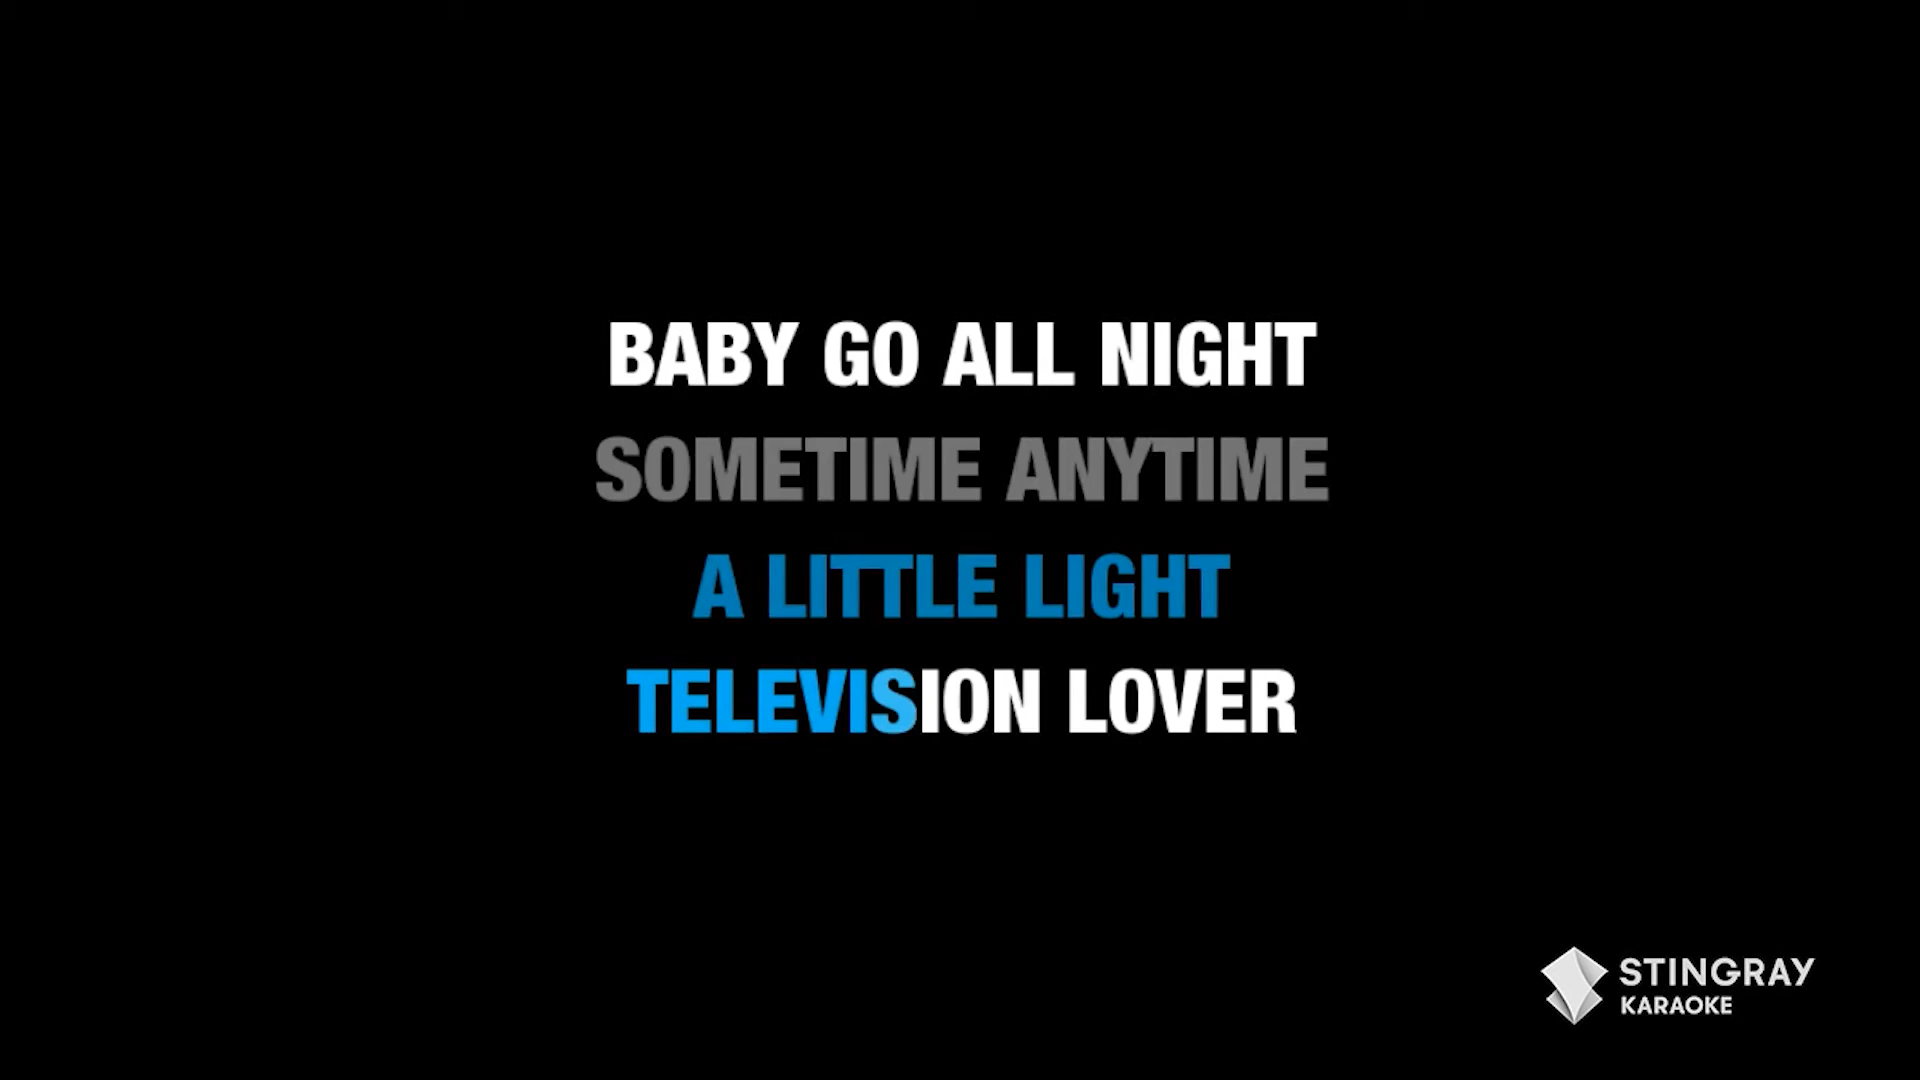 BABY GO ALL NIGHT
SOMETIME ANYTIME
A LITTLE LIGHT
TELEVISION LOVER
STINGRAY
KARAOKE